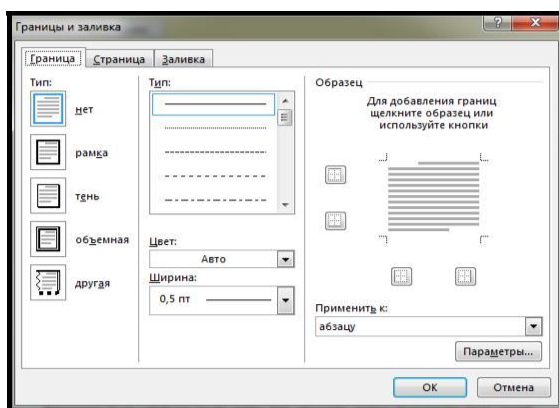 Границы и заливка
Граница Страница Заливка
Тип:
нет
рамка
тень
объемная
другая
Тип:
Цвет:
Авто
Ширина:
0,5 пт
Образец
Для добавления границ
щелкните образец или
используйте кнопки
Применить к:
абзацу
Параметры...
ОК Отмена